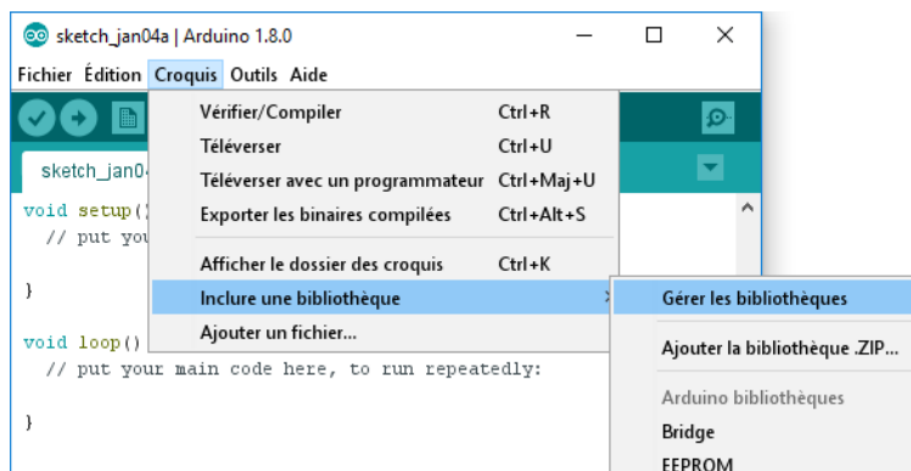 sketch_jan04a | Arduino 1.8.0
Fichier Édition Croquis Outils Aide
Vérifier/Compiler Ctrl+R
Téléverser Ctrl+U
Téléverser avec un programmateur Ctrl+Maj+U
Exporter les binaires compilées Ctrl+Alt+S
Afficher le dossier des croquis Ctrl+K
Inclure une bibliothèque
Ajouter un fichier...
Gérer les bibliothèques
Ajouter la bibliothèque .ZIP...
Arduino bibliothèques
Bridge
EEPROM
sketch_jan0
void setup()
// put you
}
void loop()
// put your main code here, to run repeatedly:
}